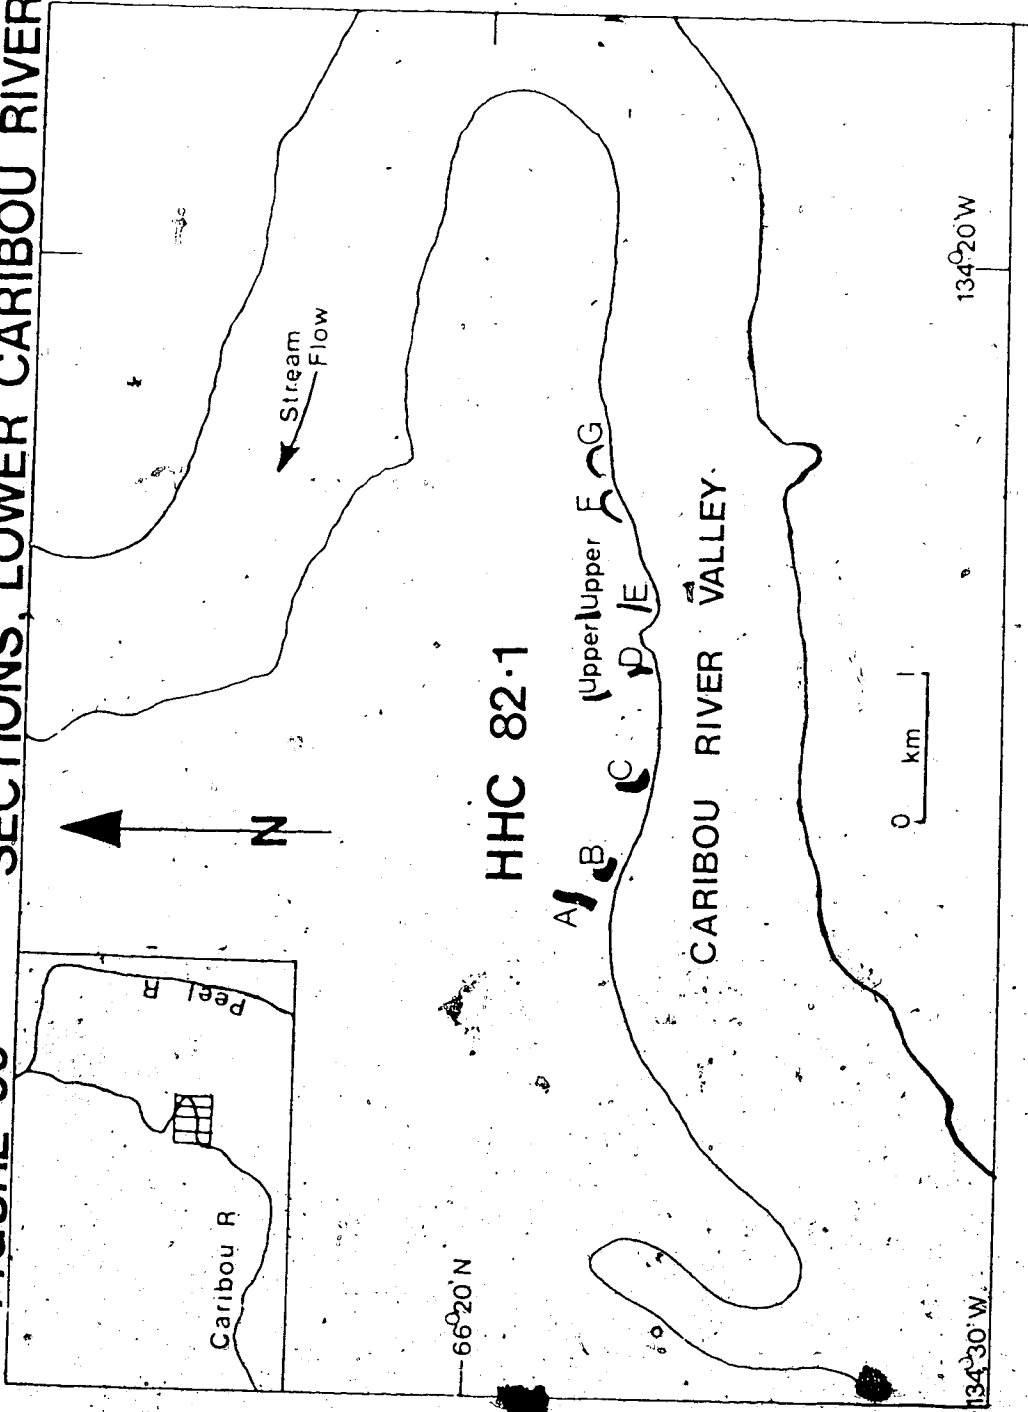 SECTIONS, LOWER CARIBOU RIVER
Peel R
Caribou R
N
Stream
Flow
66°20'N
HHC 82·1
A
B
C
Upper
D
Upper
E
F
G
CARIBOU RIVER VALLEY
0 1
km
134°30'W
134°20'W